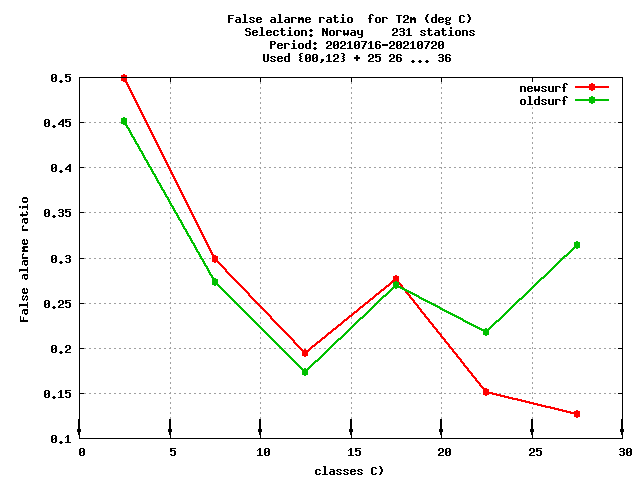 False alarme ratio  for T2m (deg C)
Selection: Norway    231 stations
Period: 20210716-20210720
Used {00,12} + 25 26 ... 36
newsurf
oldsurf
False alarme ratio
0.5
0.45
0.4
0.35
0.3
0.25
0.2
0.15
0.1
0 5 10 15 20 25 30
classes C)